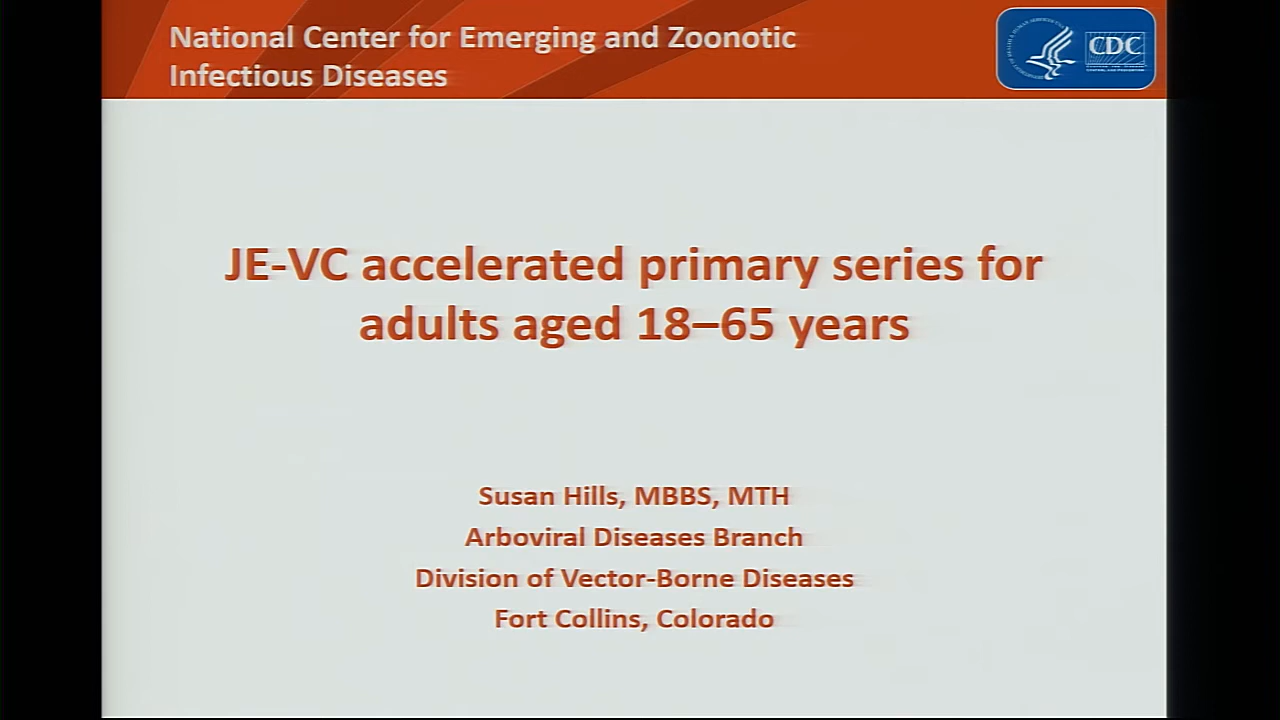 National Center for Emerging and Zoonotic
Infectious Diseases
CDC
JE-VC accelerated primary series for
adults aged 18–65 years
Susan Hills, MBBS, MTH
Arboviral Diseases Branch
Division of Vector-Borne Diseases
Fort Collins, Colorado